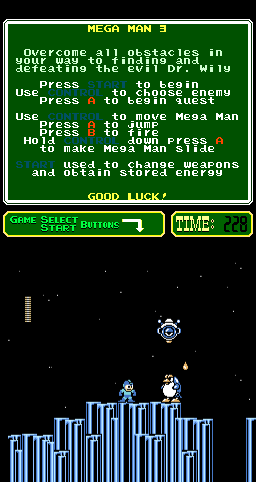 MEGA MAN 3
Overcome all obstacles in
your way to finding and
defeating the evil Dr. Wily
Press START to begin
Use CONTROL to choose enemy
Press A to begin quest
Use CONTROL to move Mega Man
Press A to jump
Press B to fire
Hold CONTROL down press A
to make Mega Man slide
START used to change weapons
and obtain stored energy
GOOD LUCK!
GAME SELECT
START BUTTONS
TIME: 228